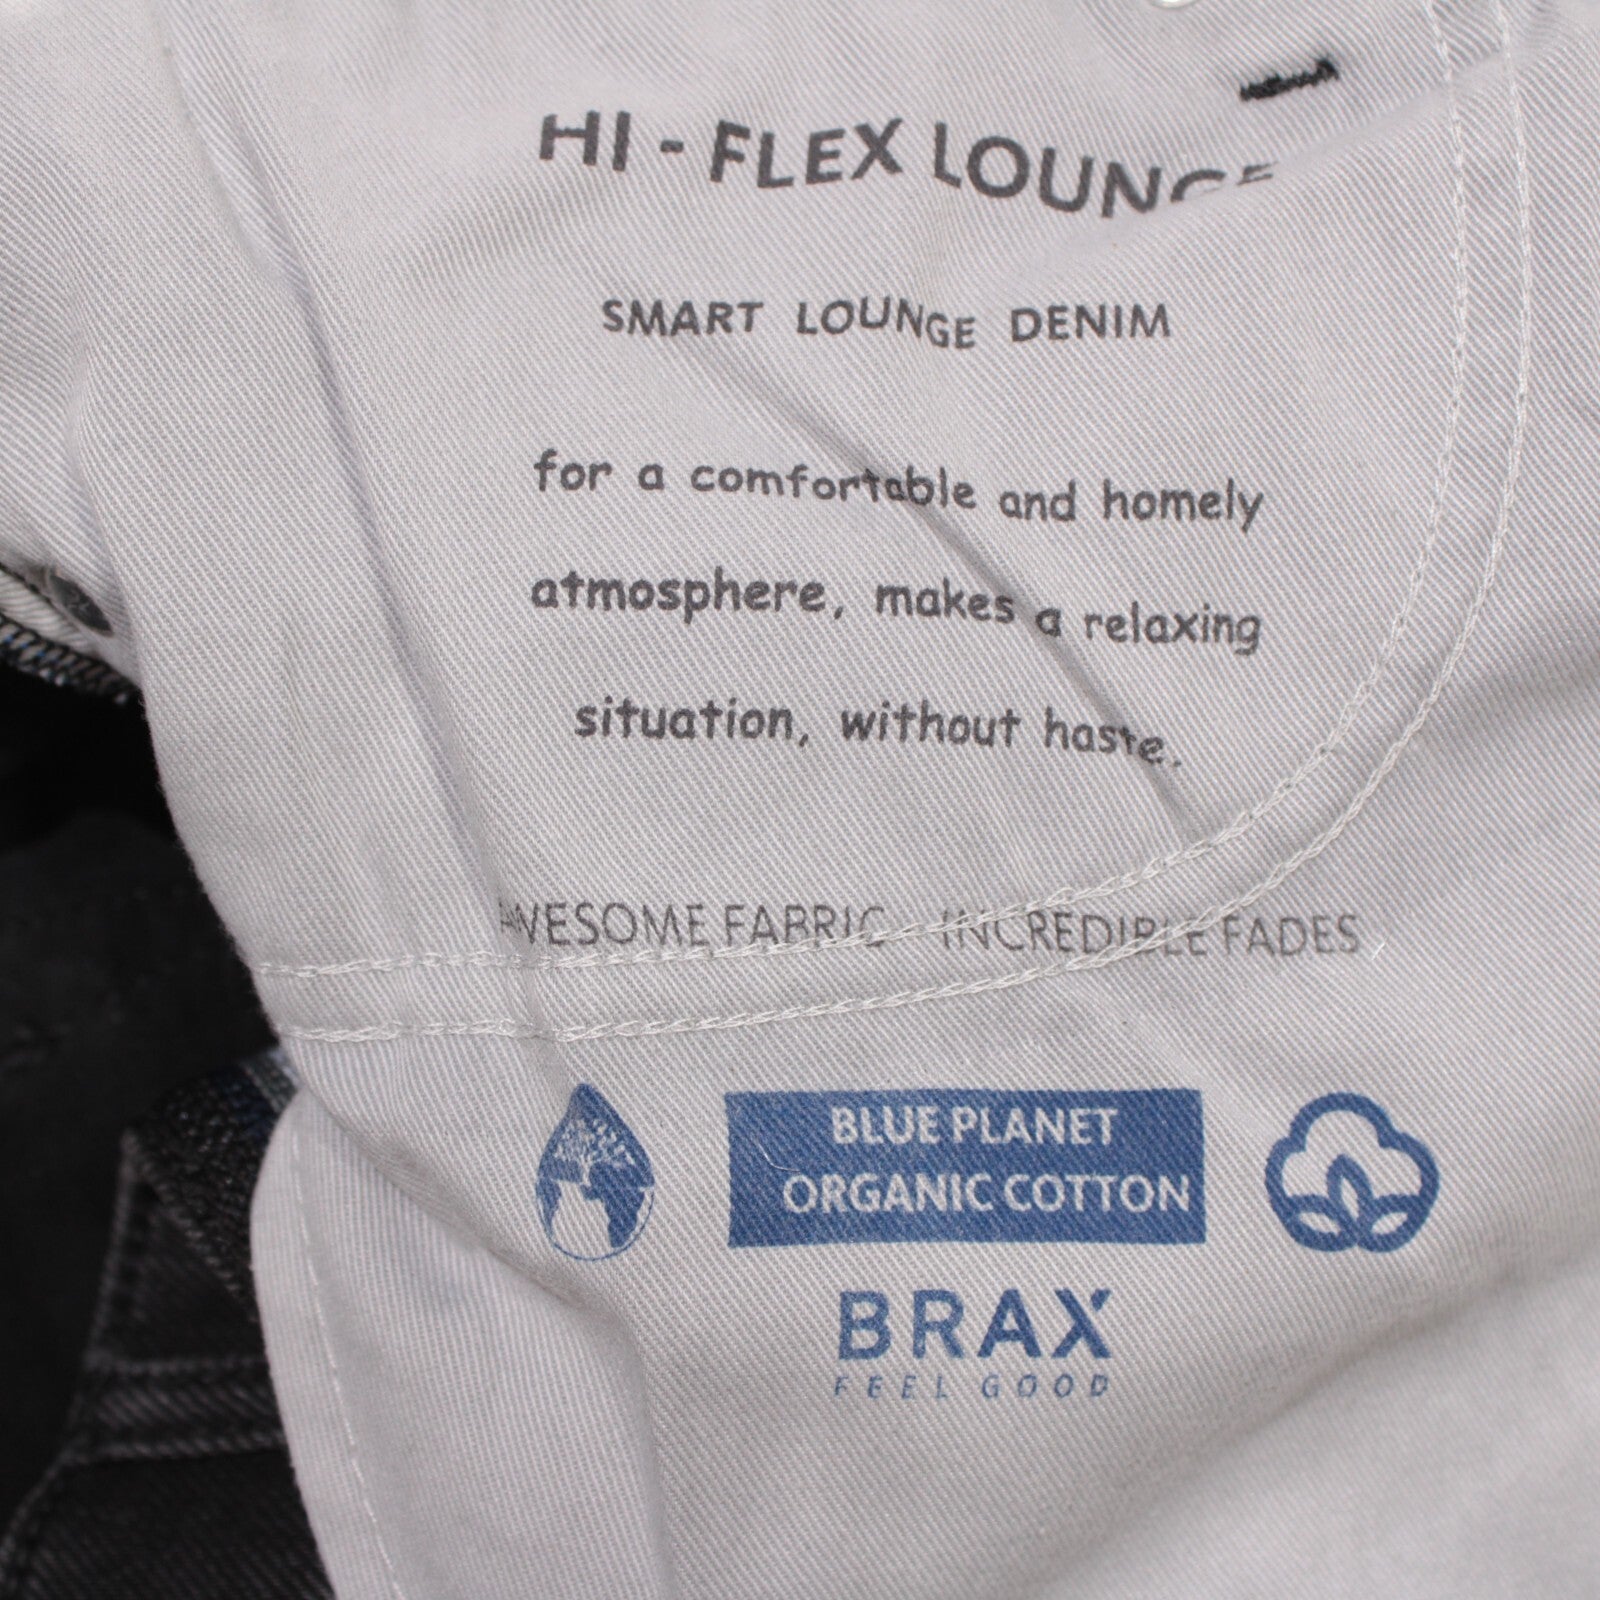 HI - FLEX LOUNGE
SMART LOUNGE DENIM
for a comfortable and homely
atmosphere, makes a relaxing
situation, without haste.
AWESOME FABRIC - INCREDIBLE FADES
BLUE PLANET
ORGANIC COTTON
BRAX
FEEL GOOD